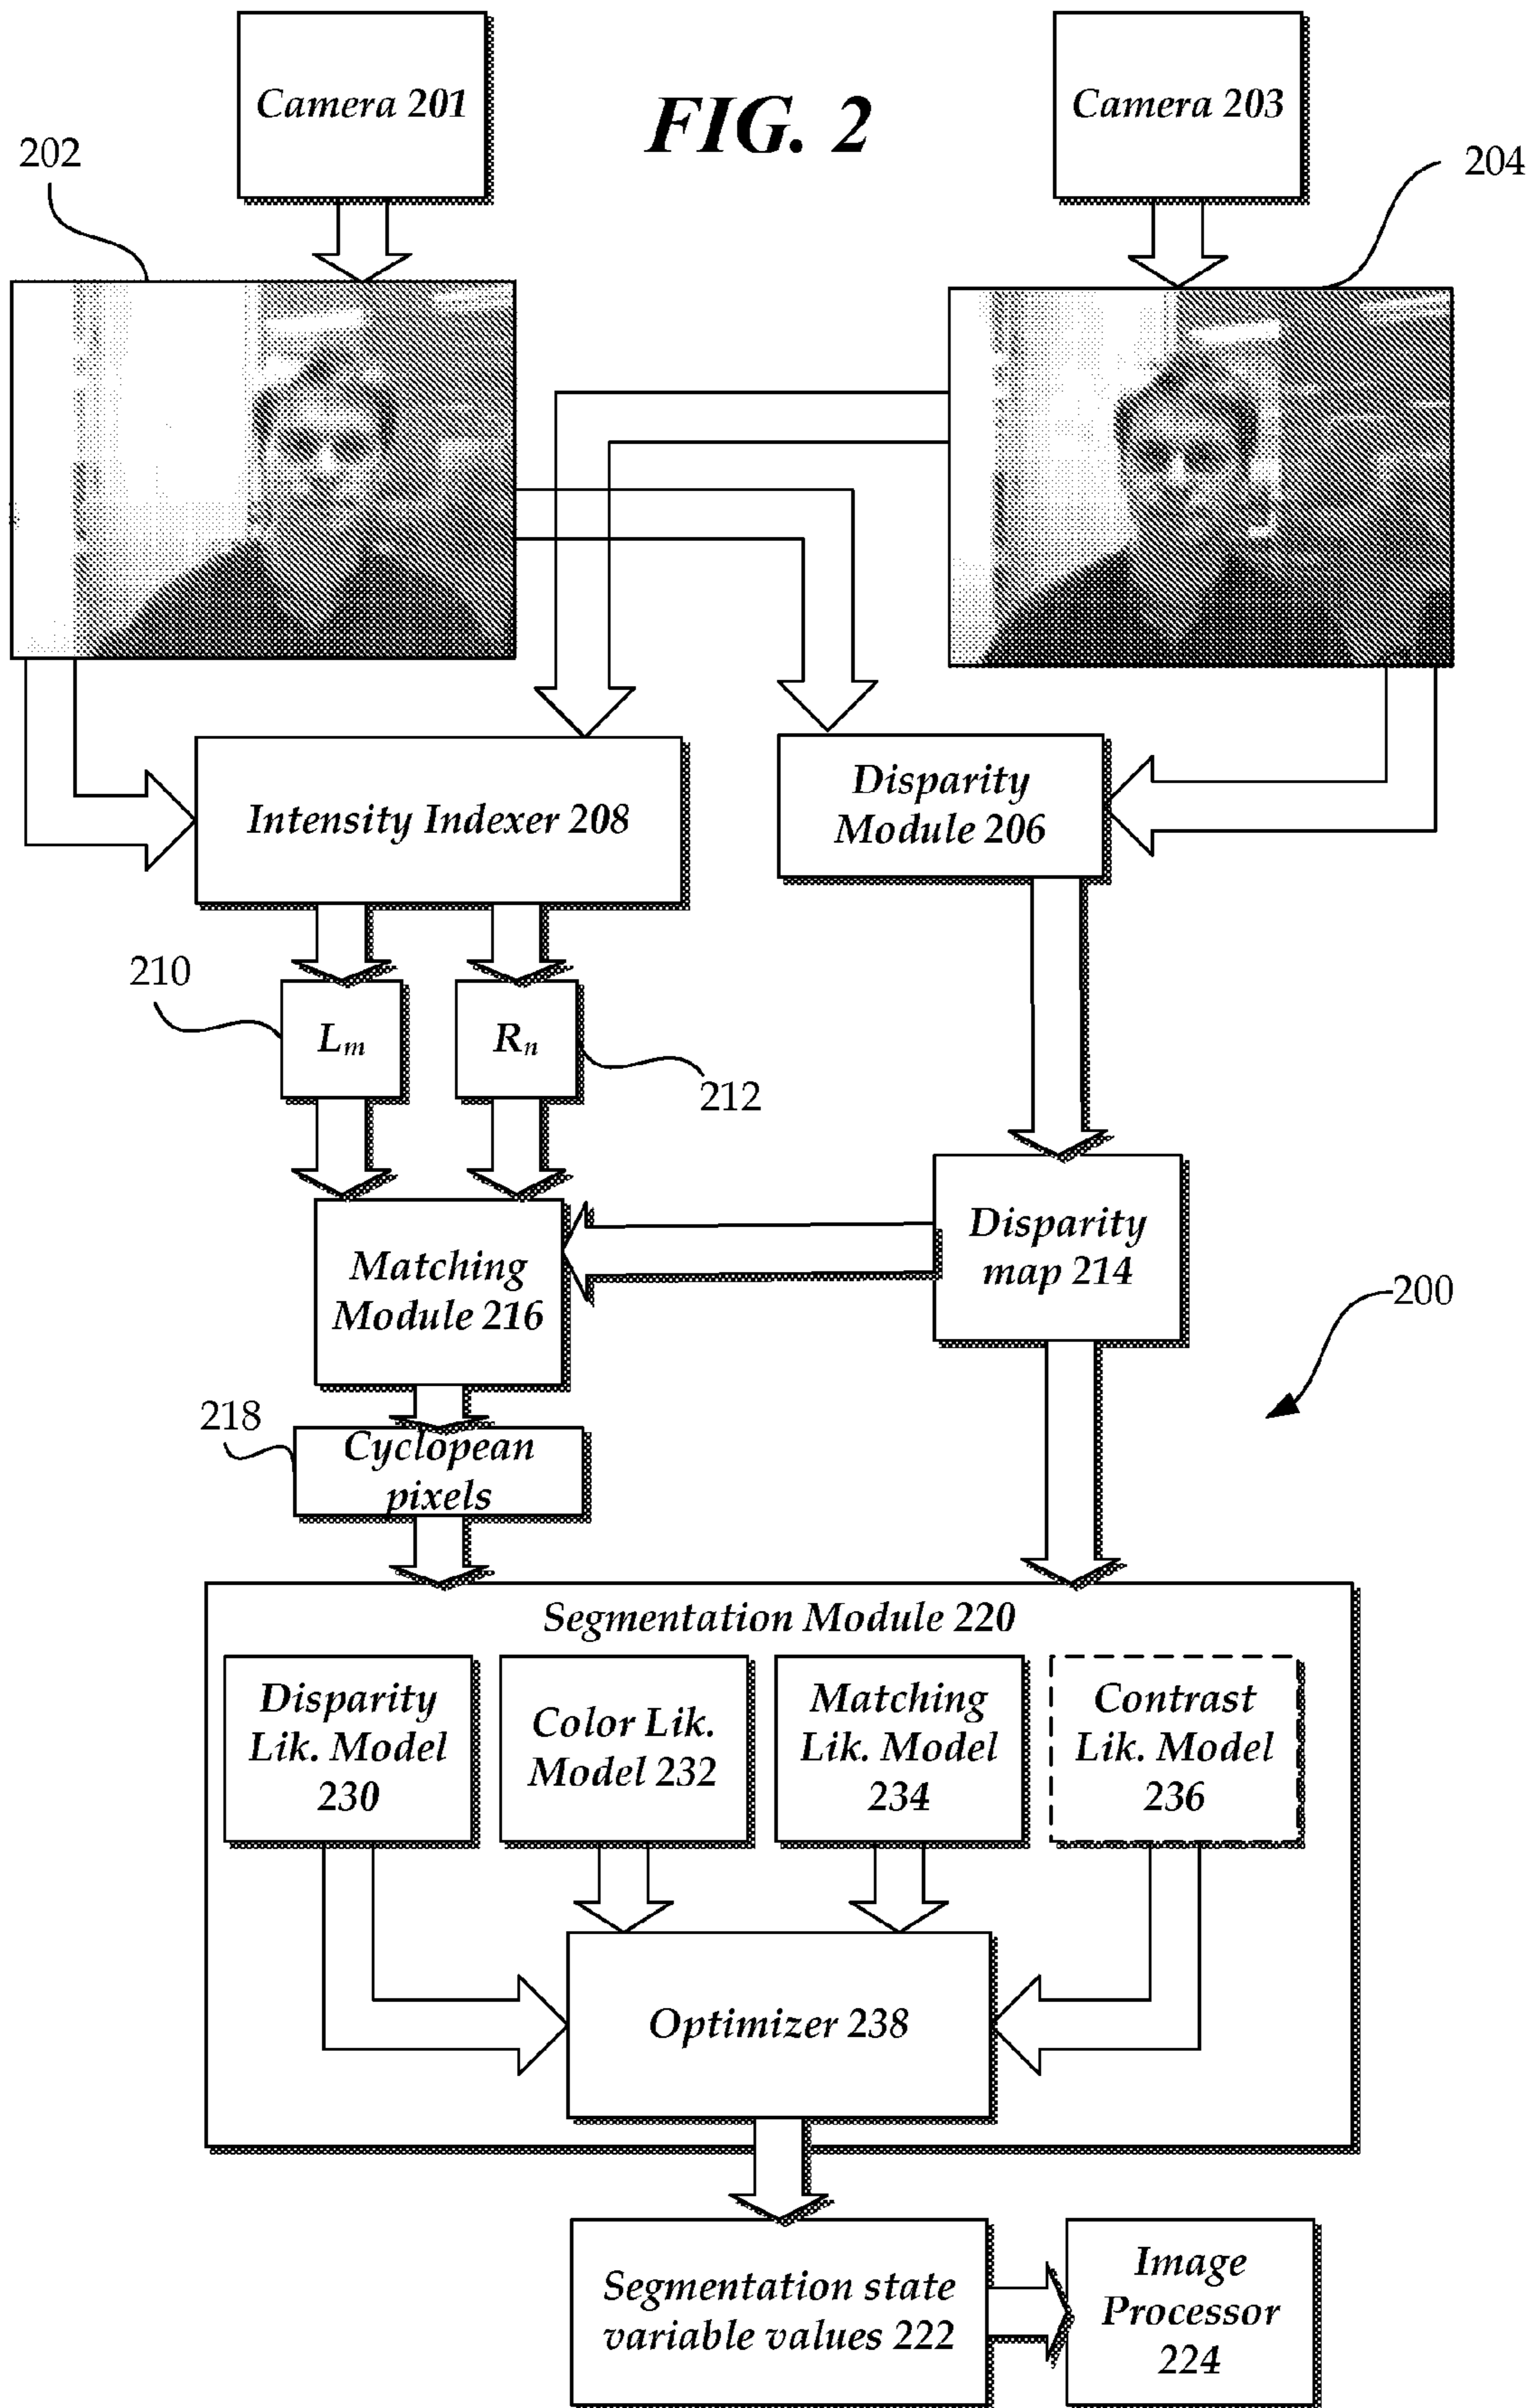 Camera 201
FIG. 2
Camera 203
202
204
Intensity Indexer 208
Disparity
Module 206
210
Lm
Rn
212
Matching
Module 216
Disparity
map 214
200
218
Cyclopean
pixels
Segmentation Module 220
Disparity
Lik. Model
230
Color Lik.
Model 232
Matching
Lik. Model
234
Contrast
Lik. Model
236
Optimizer 238
Segmentation state
variable values 222
Image
Processor
224